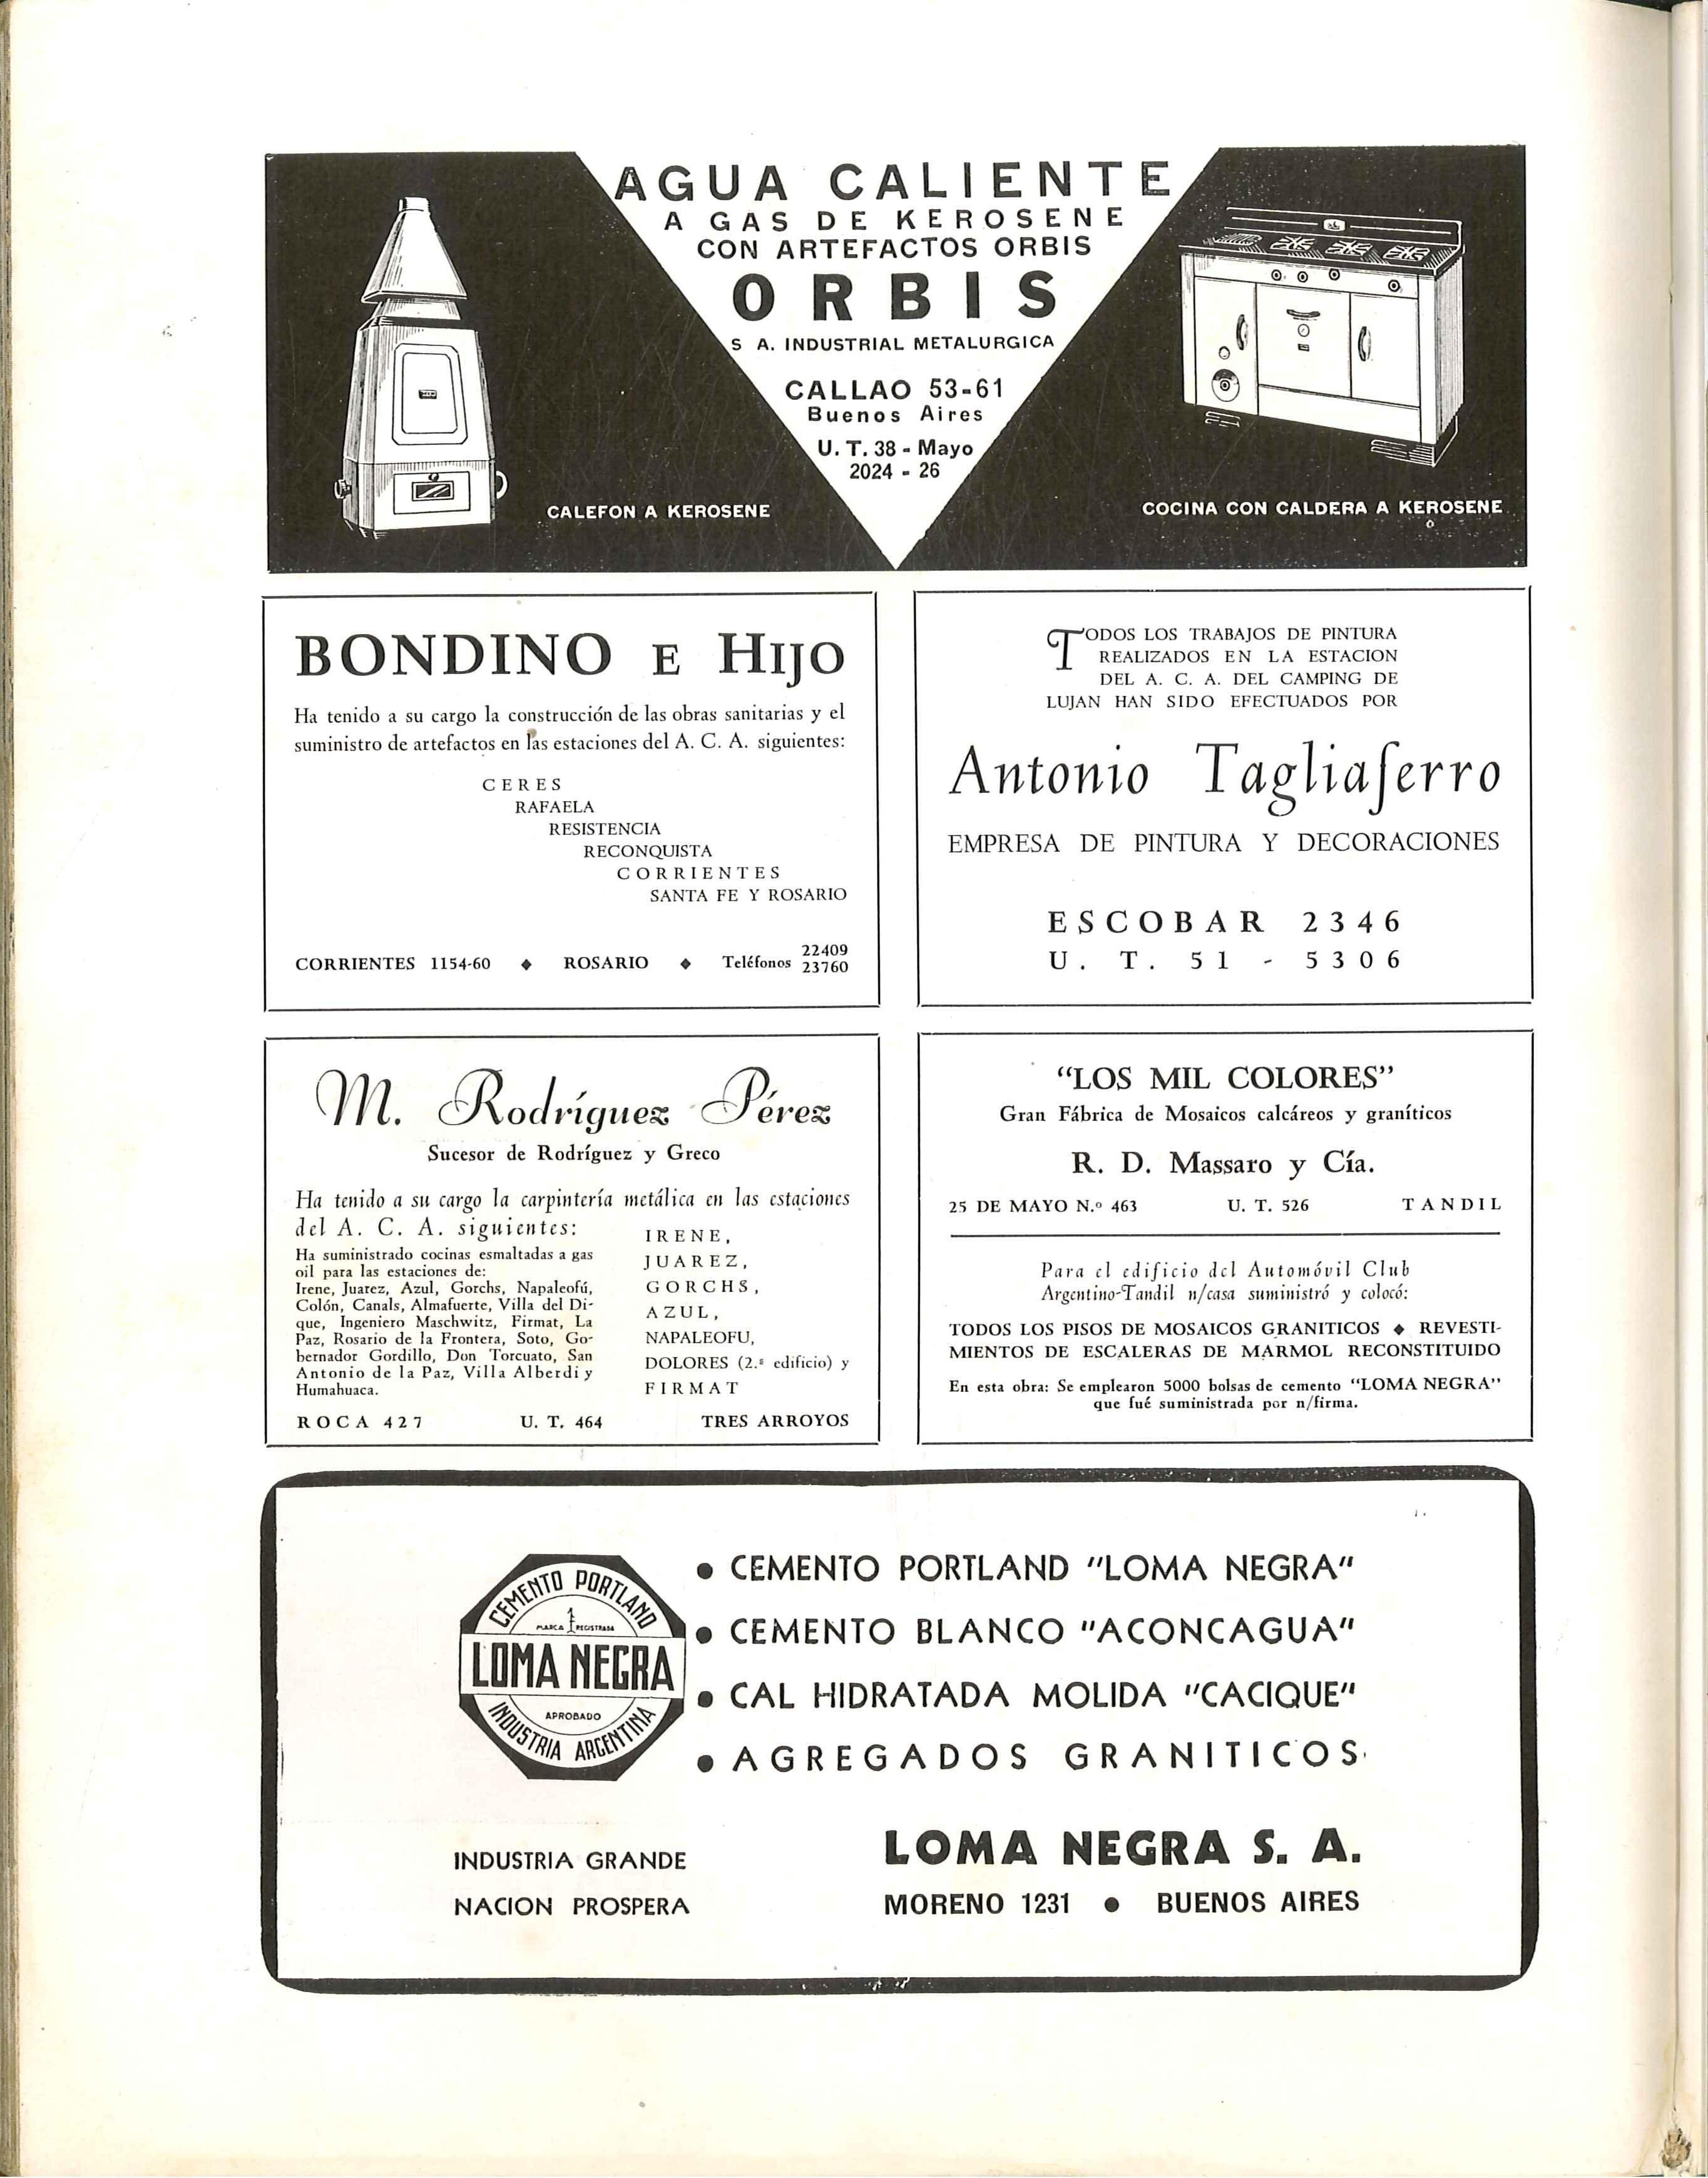 AGUA CALIENTE
A GAS DE KEROSENE
CON ARTEFACTOS ORBIS
ORBIS
S A. INDUSTRIAL METALURGICA
CALLAO 53-61
Buenos Aires
U. T. 38 - Mayo
2024 - 26
CALEFON A KEROSENE
COCINA CON CALDERA A KEROSENE
BONDINO E HIJO
Ha tenido a su cargo la construcción de las obras sanitarias y el
suministro de artefactos en las estaciones del A. C. A. siguientes:
CERES
RAFAELA
RESISTENCIA
RECONQUISTA
CORRIENTES
SANTA FE Y ROSARIO
CORRIENTES 1154-60 ◆ ROSARIO ◆ Teléfonos 22409
23760
TODOS LOS TRABAJOS DE PINTURA
REALIZADOS EN LA ESTACION
DEL A. C. A. DEL CAMPING DE
LUJAN HAN SIDO EFECTUADOS POR
Antonio Tagliaferro
EMPRESA DE PINTURA Y DECORACIONES
ESCOBAR 2346
U. T. 51 - 5306
M. Rodríguez Pérez
Sucesor de Rodríguez y Greco
Ha tenido a su cargo la carpintería metálica en las estaciones
del A. C. A. siguientes:
IRENE,
JUAREZ,
GORCHS,
AZUL,
NAPALEOFU,
DOLORES (2.º edificio) y
FIRMAT
Ha suministrado cocinas esmaltadas a gas
oil para las estaciones de:
Irene, Juarez, Azul, Gorchs, Napaleofú,
Colón, Canals, Almafuerte, Villa del Di-
que, Ingeniero Maschwitz, Firmat, La
Paz, Rosario de la Frontera, Soto, Go-
bernador Gordillo, Don Torcuato, San
Antonio de la Paz, Villa Alberdi y
Humahuaca.
ROCA 427 U. T. 464 TRES ARROYOS
"LOS MIL COLORES"
Gran Fábrica de Mosaicos calcáreos y graníticos
R. D. Massaro y Cía.
25 DE MAYO N.º 463 U. T. 526 TANDIL
Para el edificio del Automóvil Club
Argentino-Tandil n/casa suministró y colocó:
TODOS LOS PISOS DE MOSAICOS GRANITICOS ◆ REVESTI-
MIENTOS DE ESCALERAS DE MARMOL RECONSTITUIDO
En esta obra: Se emplearon 5000 bolsas de cemento "LOMA NEGRA"
que fué suministrada por n/firma.
CEMENTO PORTLAND
MARCA REGISTRADA
LOMA NEGRA
APROBADO
INDUSTRIA ARGENTINA
● CEMENTO PORTLAND "LOMA NEGRA"
● CEMENTO BLANCO "ACONCAGUA"
● CAL HIDRATADA MOLIDA "CACIQUE"
● AGREGADOS GRANITICOS
INDUSTRIA GRANDE
NACION PROSPERA
LOMA NEGRA S. A.
MORENO 1231 ● BUENOS AIRES